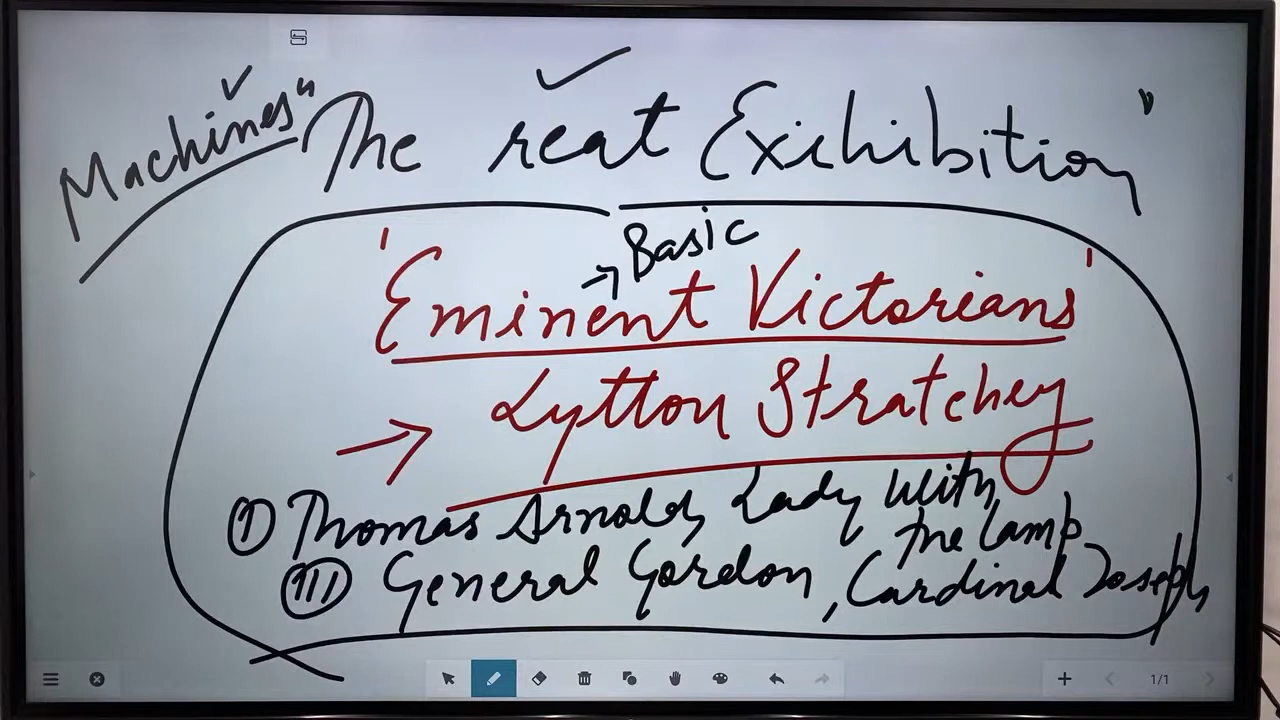 Machines "The reat Exihibition"
→ Basic
'Eminent Victorians'
→ Lytton Stratchey
I Thomas Arnold, Lady With
the lamp
III General Gordon, Cardinal Joseph
1/1